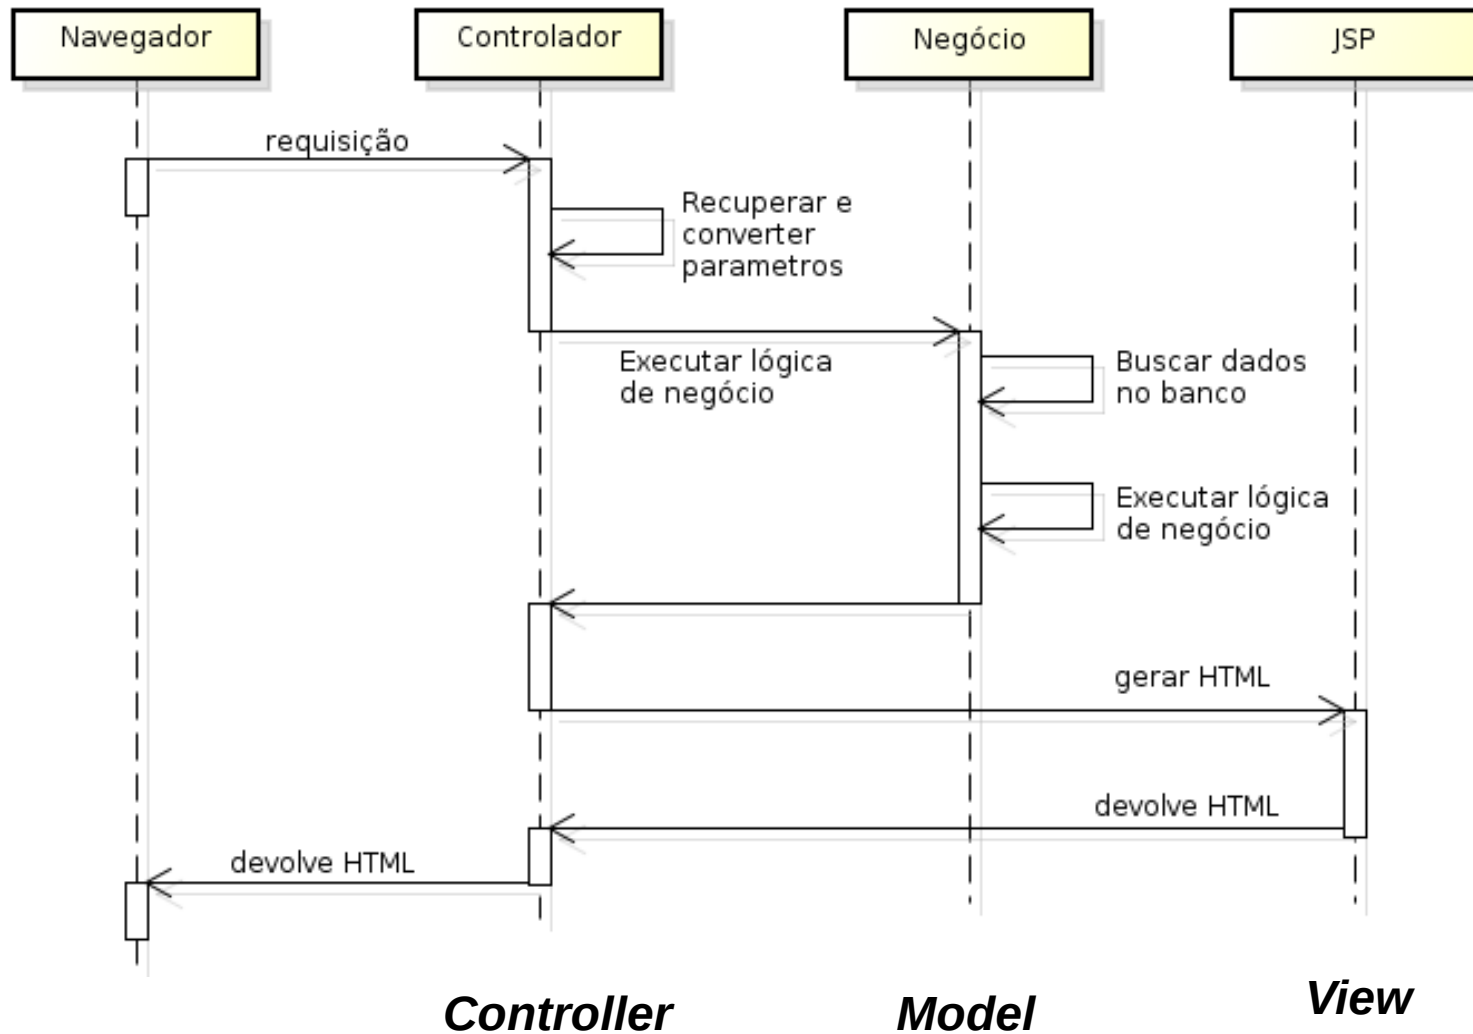 Navegador
Controlador
Negócio
JSP
requisição
Recuperar e
converter
parametros
Executar lógica
de negócio
Buscar dados
no banco
Executar lógica
de negócio
gerar HTML
devolve HTML
devolve HTML
Controller
Model
View